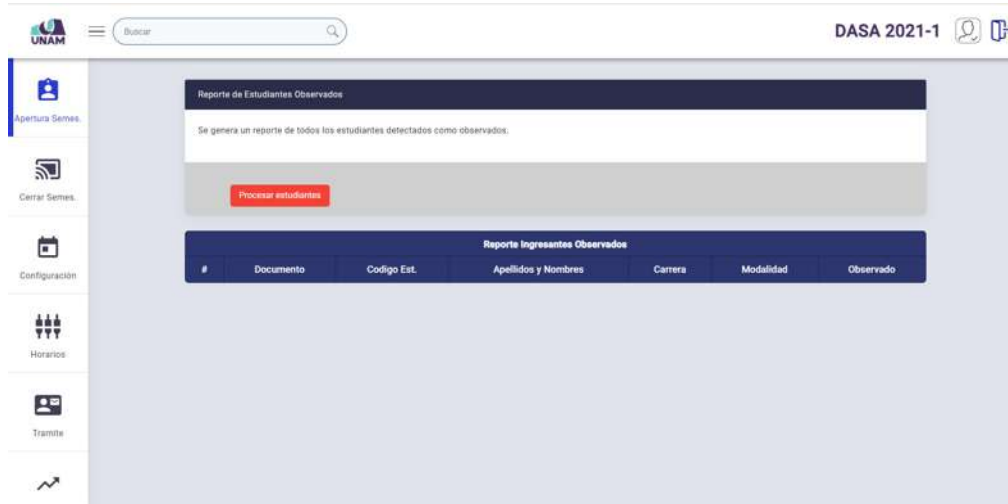 UNAM
Buscar
DASA 2021-1
Apertura Semes.
Cerrar Semes.
Configuración
Horarios
Tramite
Reporte de Estudiantes Observados
Se genera un reporte de todos los estudiantes detectados como observados.
Procesar estudiantes
Reporte Ingresantes Observados
# Documento Codigo Est. Apellidos y Nombres Carrera Modalidad Observado